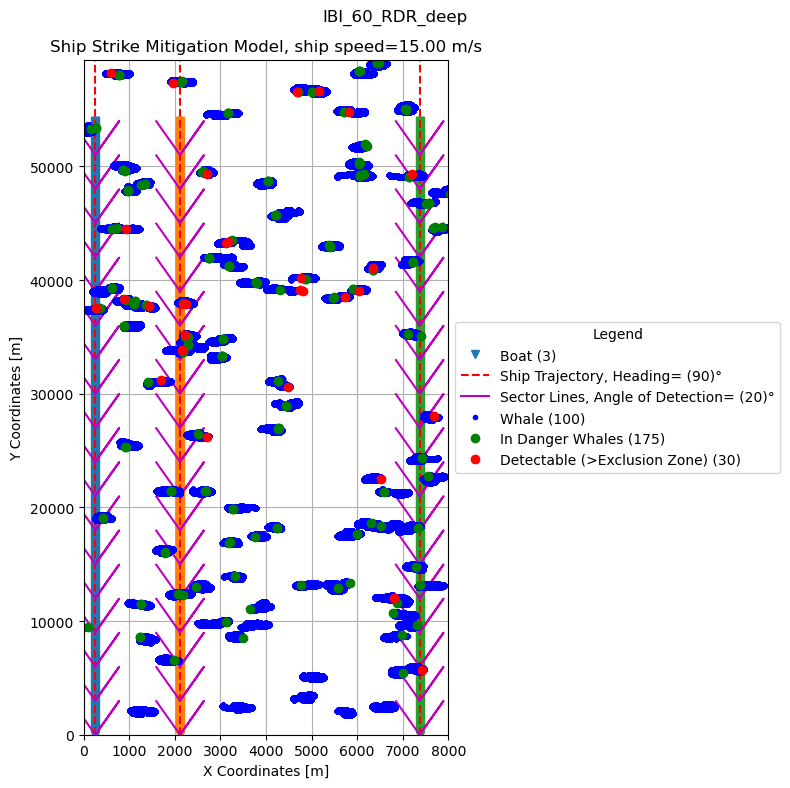 IBI_60_RDR_deep
Ship Strike Mitigation Model, ship speed=15.00 m/s
50000
40000
30000
20000
10000
0
Y Coordinates [m]
0 1000 2000 3000 4000 5000 6000 7000 8000
X Coordinates [m]
Legend
Boat (3)
Ship Trajectory, Heading= (90)°
Sector Lines, Angle of Detection= (20)°
Whale (100)
In Danger Whales (175)
Detectable (>Exclusion Zone) (30)